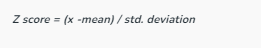 Z score = (x -mean) / std. deviation